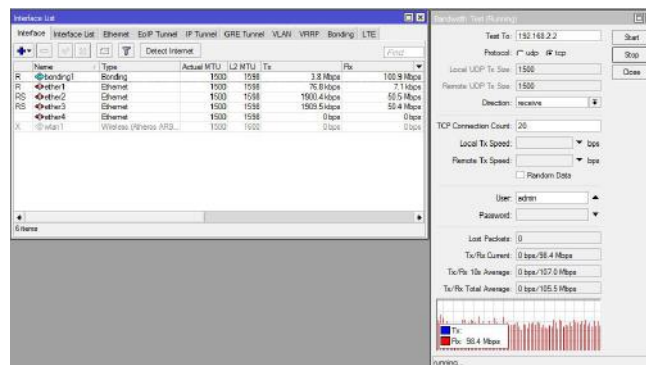 Interface List
Interface Interface List Ethernet EoIP Tunnel IP Tunnel GRE Tunnel VLAN VRRP Bonding LTE
Detect Internet
Find
Name Type Actual MTU L2 MTU Tx Rx
R bonding1 Bonding 1500 1598 3.8 Mbps 100.9 Mbps
R ether1 Ethernet 1500 1598 76.8 kbps 7.1 kbps
RS ether2 Ethernet 1500 1598 1900.4 kbps 50.5 Mbps
RS ether3 Ethernet 1500 1598 1909.5 kbps 50.4 Mbps
ether4 Ethernet 1500 1598 0 bps 0 bps
X wlan1 Wireless (Atheros AR9... 1500 1600 0 bps 0 bps
6 items
Bandwidth Test (Running)
Test To: 192.168.2.2
Protocol: udp tcp
Local UDP Tx Size: 1500
Remote UDP Tx Size: 1500
Direction: receive
TCP Connection Count: 20
Local Tx Speed: bps
Remote Tx Speed: bps
Random Data
User: admin
Password:
Lost Packets: 0
Tx/Rx Current: 0 bps/98.4 Mbps
Tx/Rx 10s Average: 0 bps/107.0 Mbps
Tx/Rx Total Average: 0 bps/105.5 Mbps
Tx:
Rx: 98.4 Mbps
running...
Start
Stop
Close